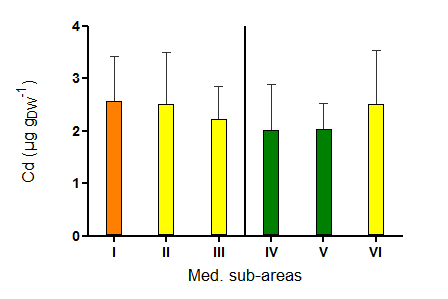 4
3
2
1
0
Cd (µg gDW-1)
I II III IV V VI
Med. sub-areas